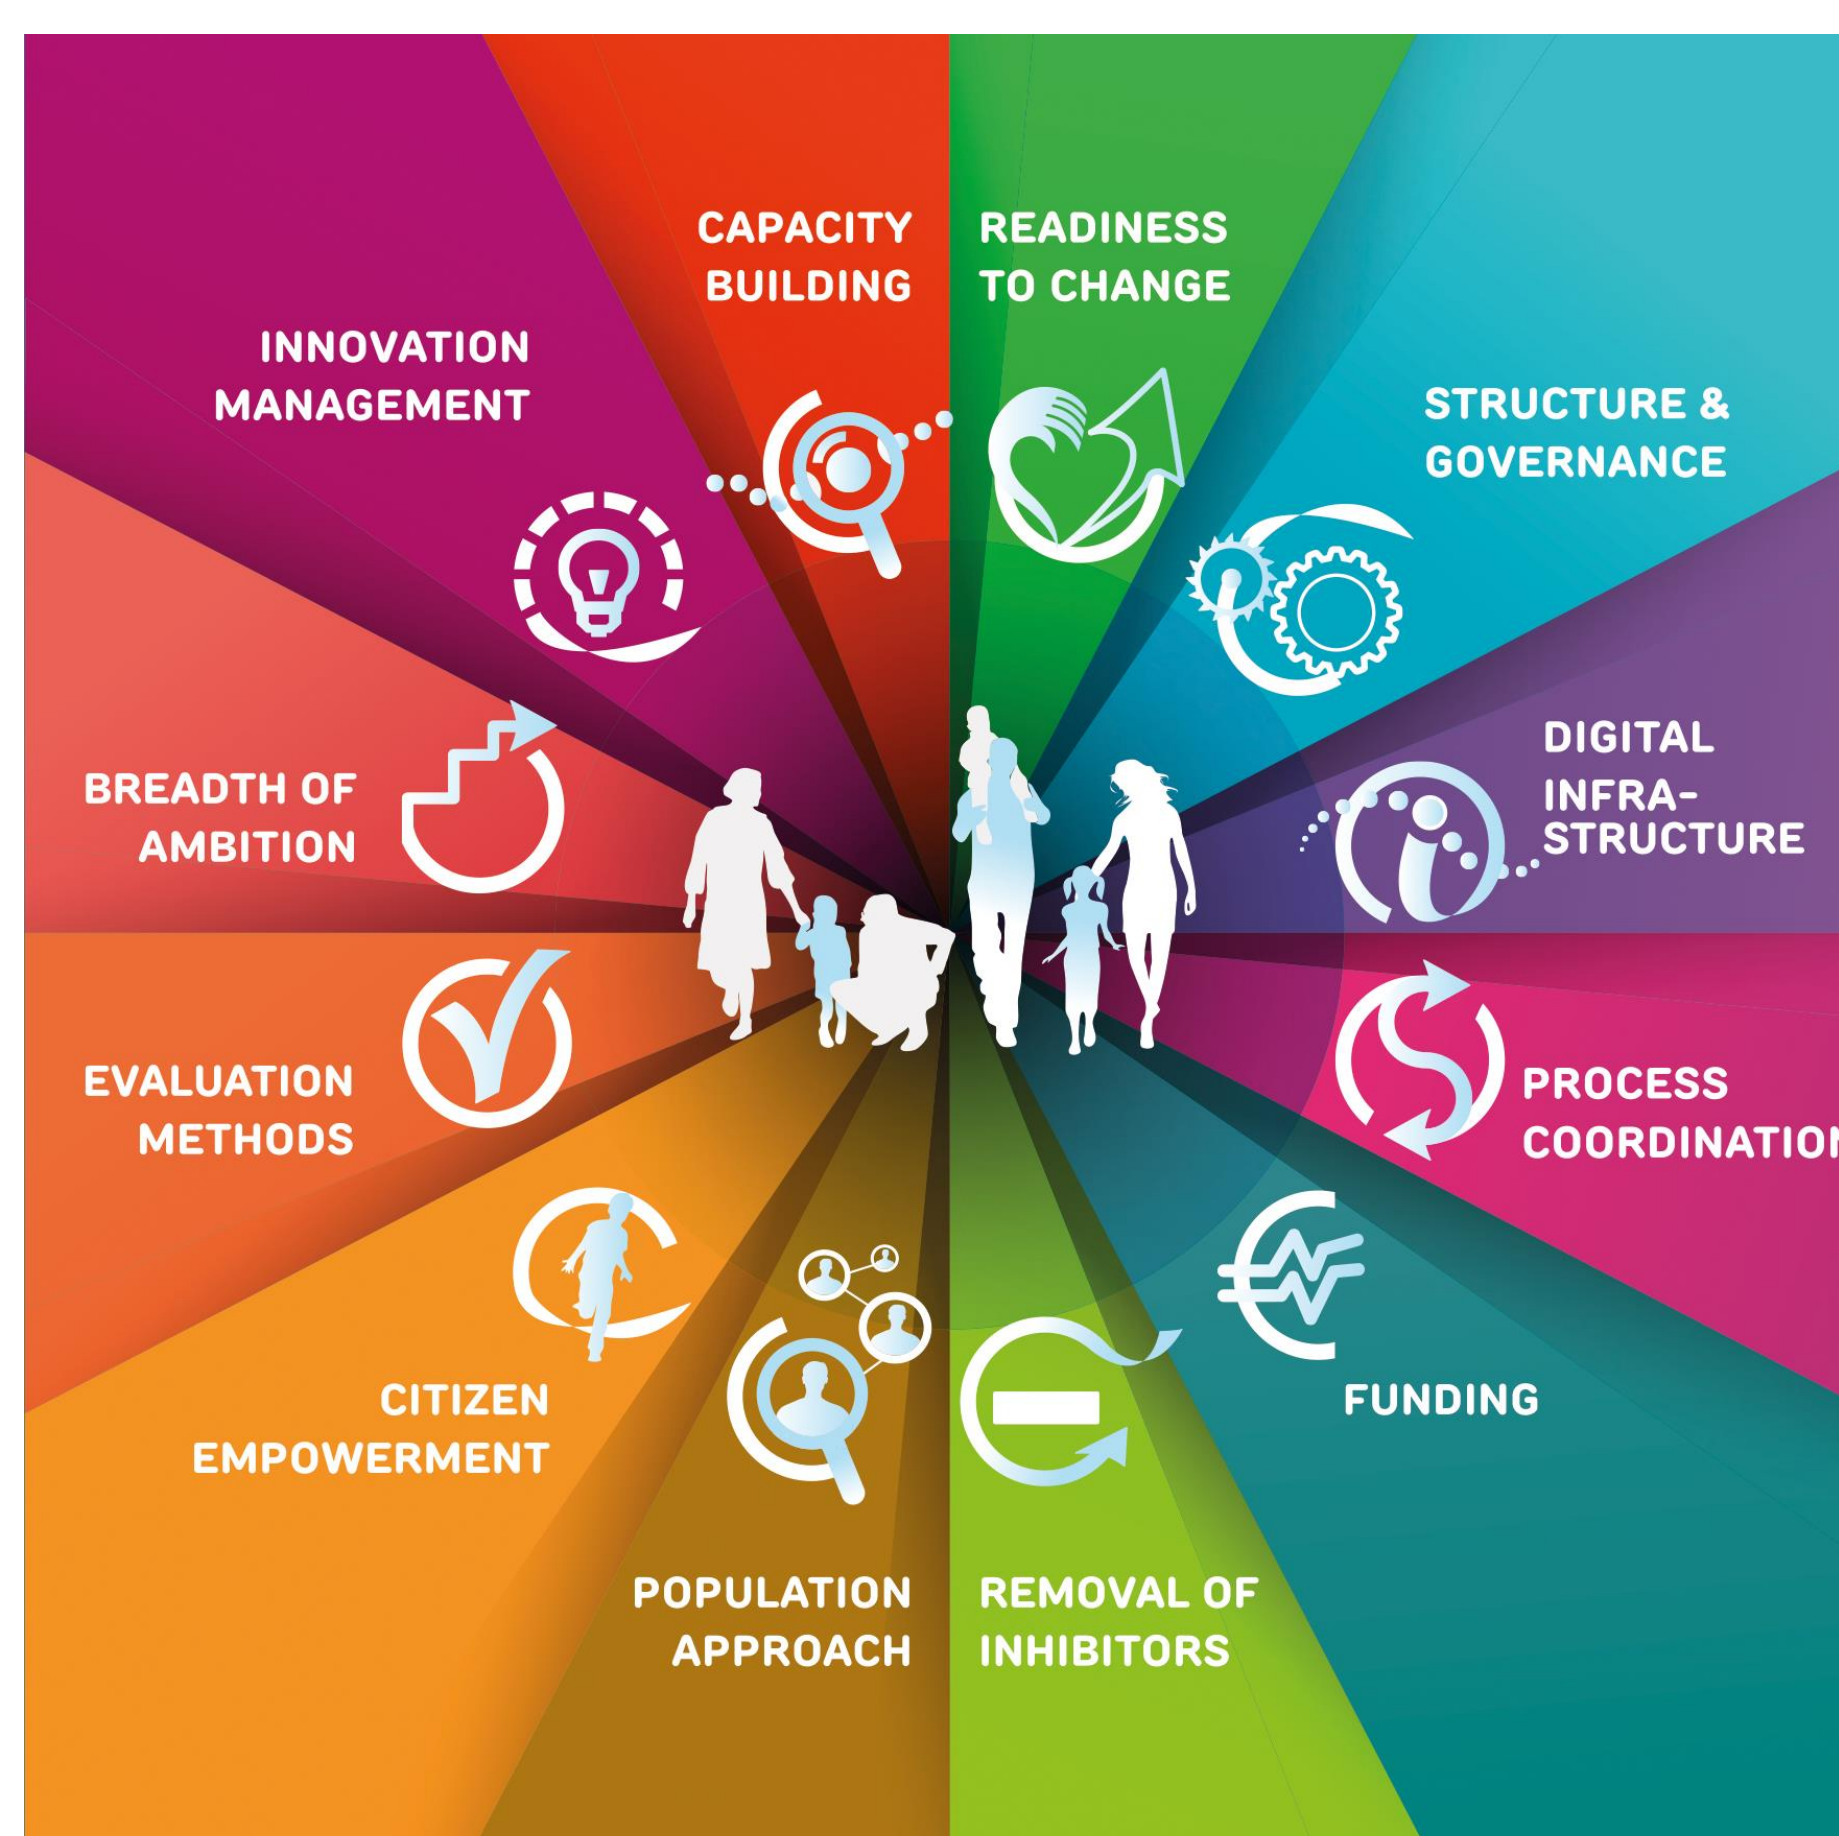 CAPACITY
BUILDING
READINESS
TO CHANGE
INNOVATION
MANAGEMENT
STRUCTURE &
GOVERNANCE
DIGITAL
INFRA-
STRUCTURE
BREADTH OF
AMBITION
EVALUATION
METHODS
PROCESS
COORDINATION
CITIZEN
EMPOWERMENT
FUNDING
POPULATION
APPROACH
REMOVAL OF
INHIBITORS